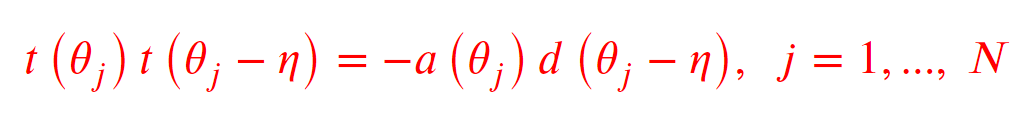 t (θ_j) t (θ_j − η) = −a (θ_j) d (θ_j − η), j = 1, ..., N